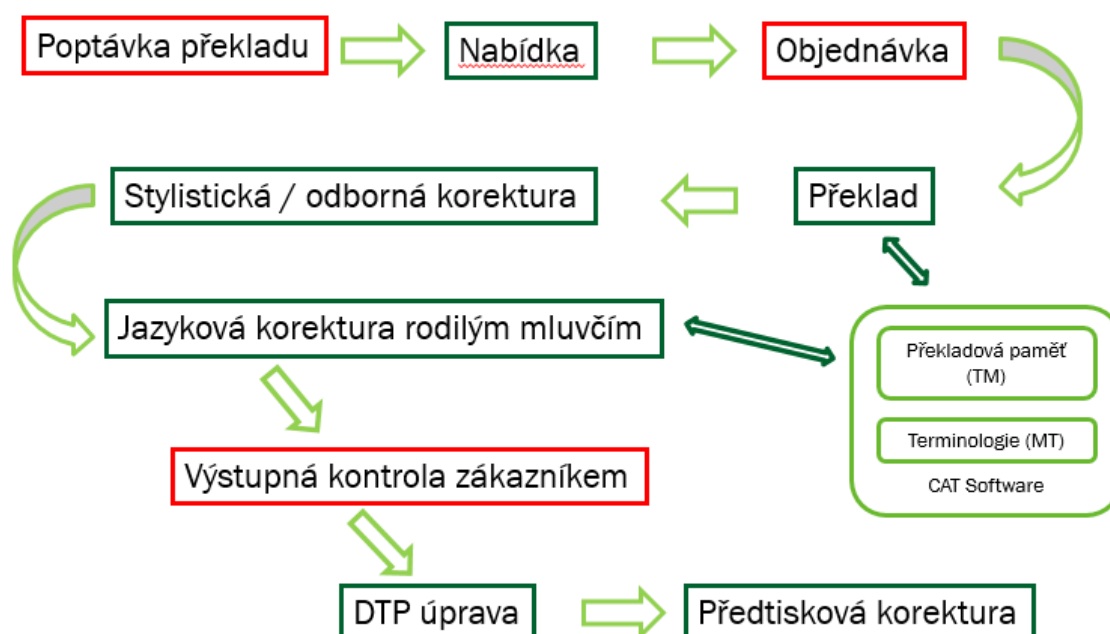 Poptávka překladu
Nabídka
Objednávka
Stylistická / odborná korektura
Překlad
Jazyková korektura rodilým mluvčím
Překladová paměť
(TM)
Terminologie (MT)
CAT Software
Výstupná kontrola zákazníkem
DTP úprava
Předtisková korektura